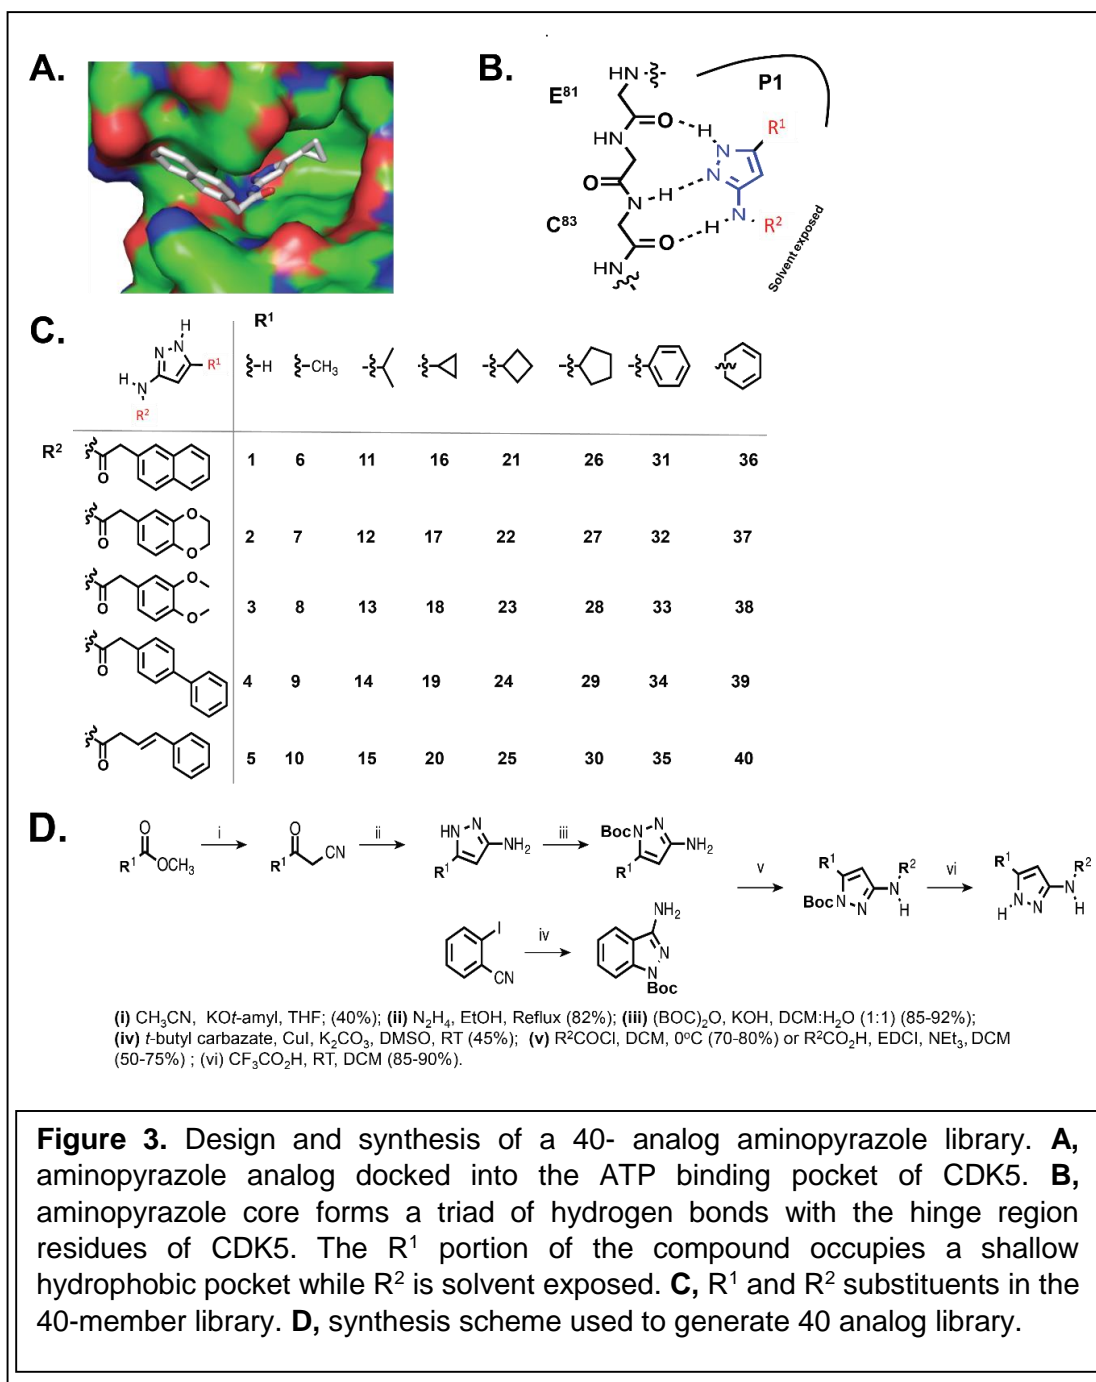 A.
B.
HN
E⁸¹
P1
O
H
R¹
HN
N
N
O
N
H
N
C⁸³
H
R²
O
HN
Solvent exposed
C.
R¹
H
N
N
R¹
H
N
R²
H
CH₃
R²
O
1 6 11 16 21 26 31 36
O
O
O
2 7 12 17 22 27 32 37
O
O
O
3 8 13 18 23 28 33 38
O
4 9 14 19 24 29 34 39
O
5 10 15 20 25 30 35 40
D.
O
R¹
OCH₃
i
O
R¹
CN
ii
HN
N
NH₂
R¹
iii
Boc
N
N
NH₂
R¹
I
CN
iv
NH₂
N
N
Boc
v
R¹
R²
N
Boc
N
N
H
vi
R¹
R²
N
H
N
N
H
(i) CH₃CN, KOt-amyl, THF; (40%); (ii) N₂H₄, EtOH, Reflux (82%); (iii) (BOC)₂O, KOH, DCM:H₂O (1:1) (85-92%);
(iv) t-butyl carbazate, CuI, K₂CO₃, DMSO, RT (45%); (v) R²COCl, DCM, 0ºC (70-80%) or R²CO₂H, EDCI, NEt₃, DCM
(50-75%) ; (vi) CF₃CO₂H, RT, DCM (85-90%).
Figure 3. Design and synthesis of a 40- analog aminopyrazole library. A,
aminopyrazole analog docked into the ATP binding pocket of CDK5. B,
aminopyrazole core forms a triad of hydrogen bonds with the hinge region
residues of CDK5. The R¹ portion of the compound occupies a shallow
hydrophobic pocket while R² is solvent exposed. C, R¹ and R² substituents in the
40-member library. D, synthesis scheme used to generate 40 analog library.